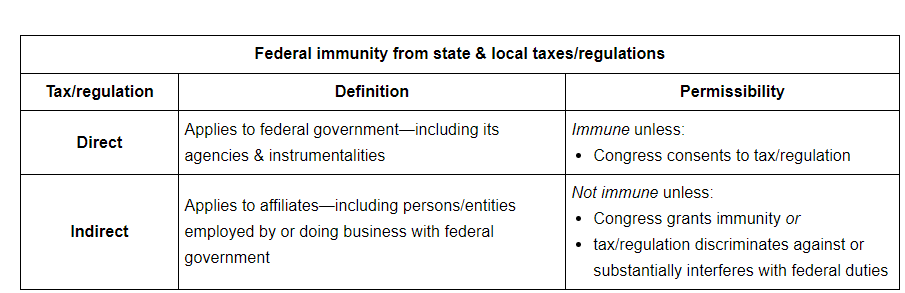 Federal immunity from state & local taxes/regulations
Tax/regulation
Definition
Permissibility
Direct
Applies to federal government—including its
agencies & instrumentalities
Immune unless:
• Congress consents to tax/regulation
Indirect
Applies to affiliates—including persons/entities
employed by or doing business with federal
government
Not immune unless:
• Congress grants immunity or
• tax/regulation discriminates against or
substantially interferes with federal duties